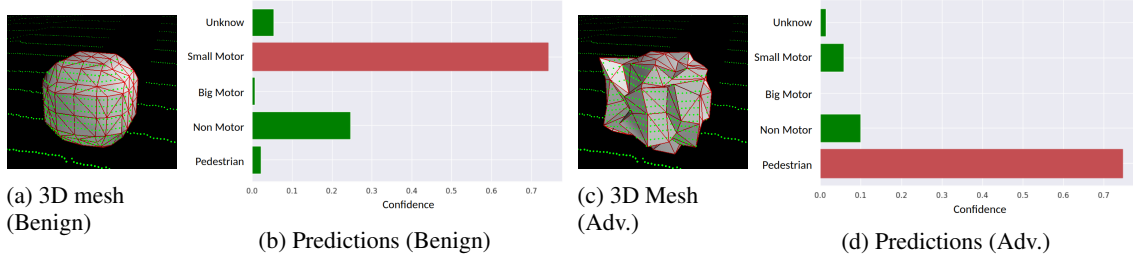 Unknow
Small Motor
Big Motor
Non Motor
Pedestrian
0.0 0.1 0.2 0.3 0.4 0.5 0.6 0.7
Confidence
(a) 3D mesh
(Benign)
(b) Predictions (Benign)
Unknow
Small Motor
Big Motor
Non Motor
Pedestrian
0.0 0.1 0.2 0.3 0.4 0.5 0.6 0.7
Confidence
(c) 3D Mesh
(Adv.)
(d) Predictions (Adv.)